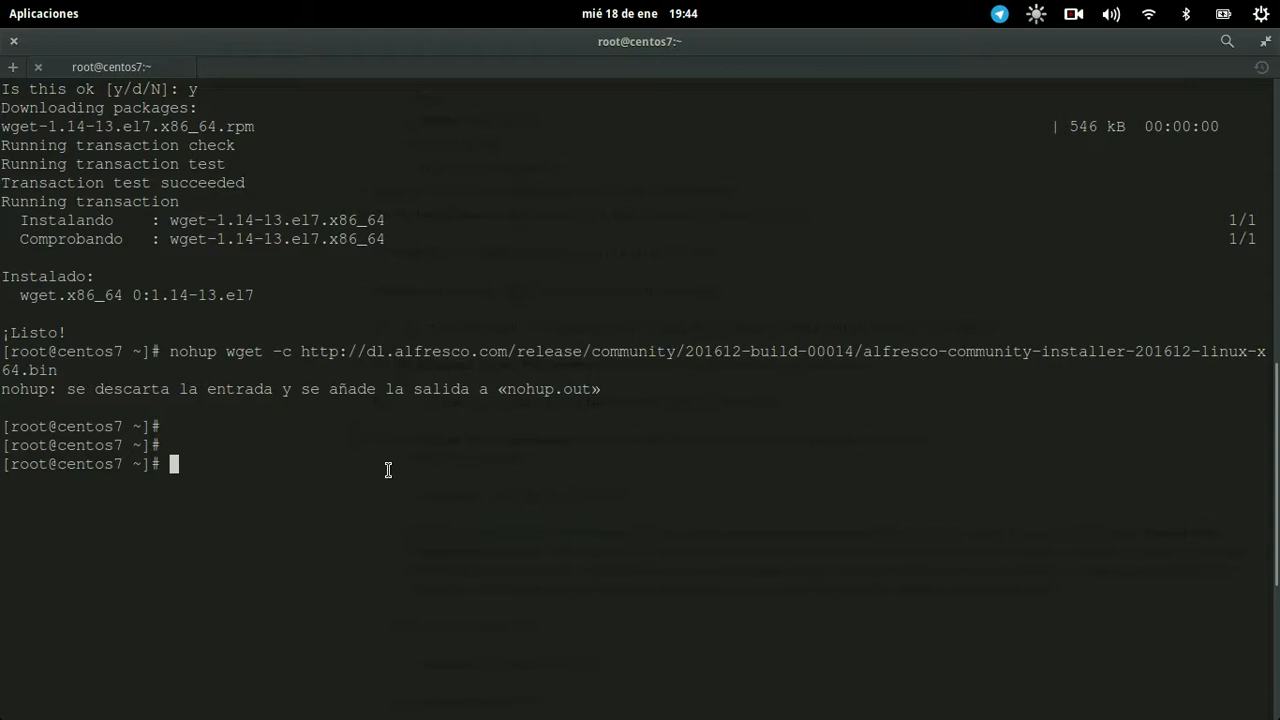 Aplicaciones mié 18 de ene 19:44
root@centos7:~
root@centos7:~
Is this ok [y/d/N]: y
Downloading packages:
wget-1.14-13.el7.x86_64.rpm | 546 kB 00:00:00
Running transaction check
Running transaction test
Transaction test succeeded
Running transaction
Instalando : wget-1.14-13.el7.x86_64 1/1
Comprobando : wget-1.14-13.el7.x86_64 1/1
Instalado:
wget.x86_64 0:1.14-13.el7
¡Listo!
[root@centos7 ~]# nohup wget -c http://dl.alfresco.com/release/community/201612-build-00014/alfresco-community-installer-201612-linux-x
64.bin
nohup: se descarta la entrada y se añade la salida a «nohup.out»
[root@centos7 ~]#
[root@centos7 ~]#
[root@centos7 ~]#